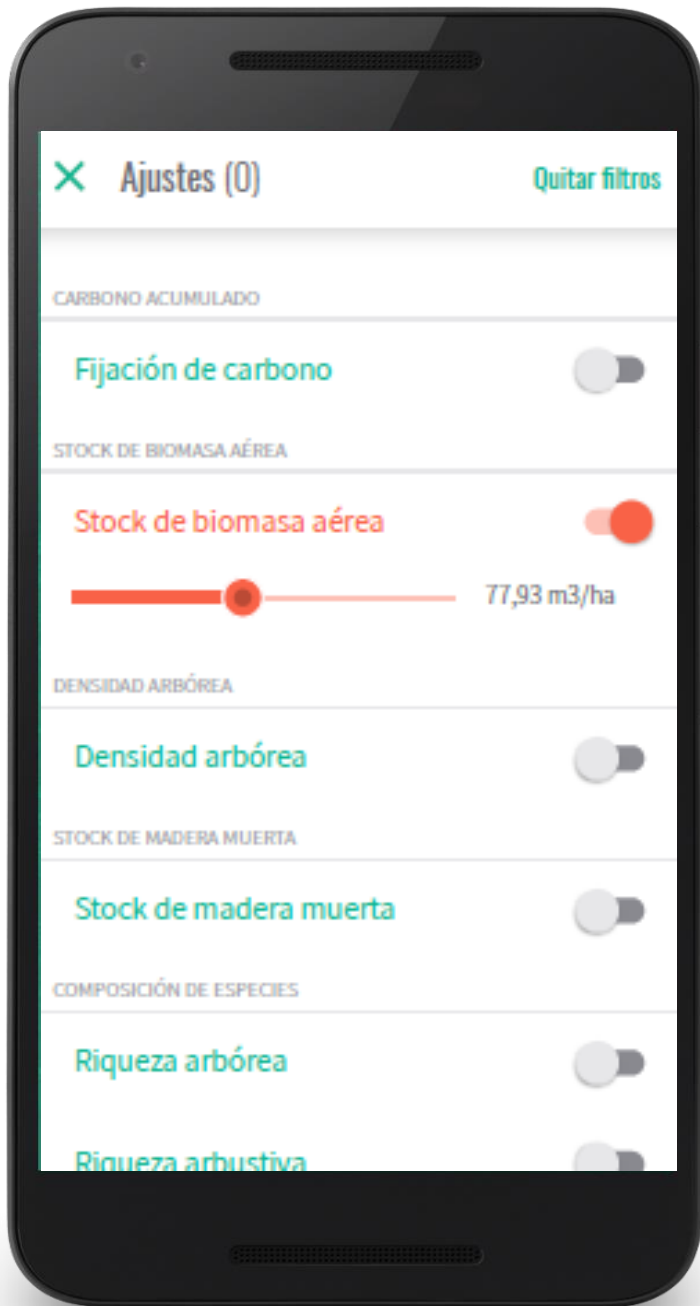 Ajustes (0)
Quitar filtros
CARBONO ACUMULADO
Fijación de carbono
STOCK DE BIOMASA AÉREA
Stock de biomasa aérea
77,93 m3/ha
DENSIDAD ARBÓREA
Densidad arbórea
STOCK DE MADERA MUERTA
Stock de madera muerta
COMPOSICIÓN DE ESPECIES
Riqueza arbórea
Riqueza arbustiva